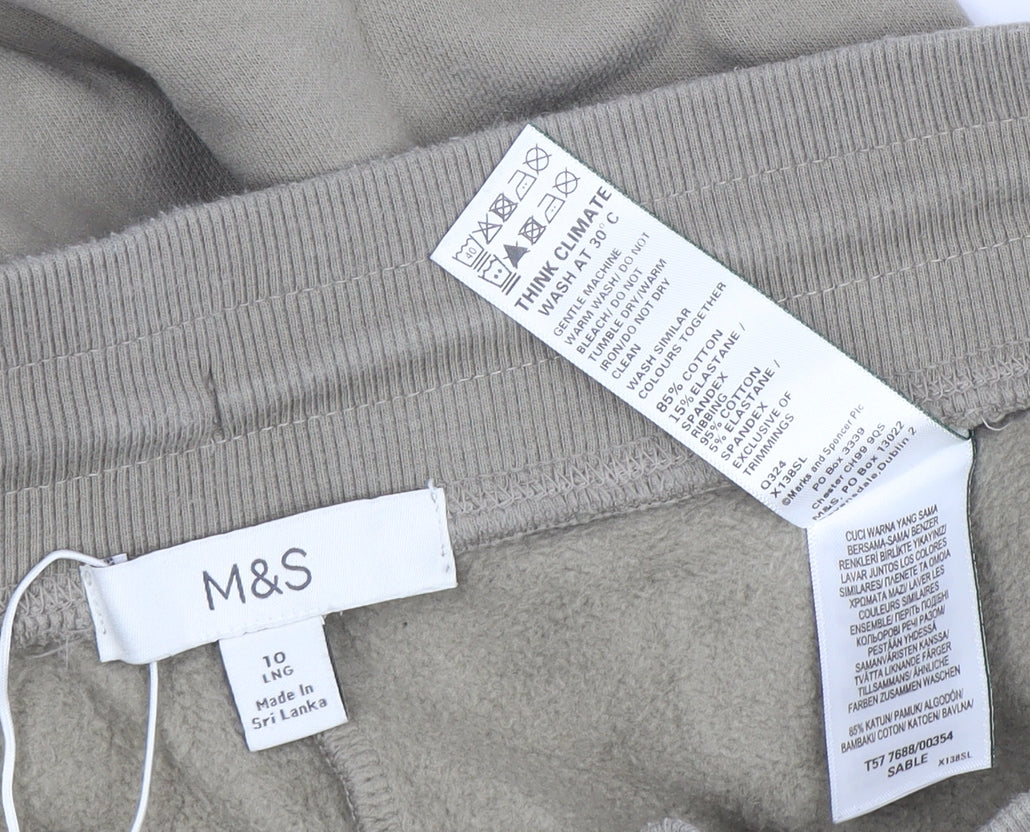 M&S
10
LNG
Made In
Sri Lanka
40
THINK CLIMATE
WASH AT 30°C
GENTLE MACHINE
WARM WASH/ DO NOT
BLEACH/ DO NOT
TUMBLE DRY/WARM
IRON/DO NOT DRY
CLEAN
WASH SIMILAR
COLOURS TOGETHER
85% COTTON
15% ELASTANE /
SPANDEX
RIBBING
95% COTTON
5% ELASTANE /
SPANDEX
EXCLUSIVE OF
TRIMMINGS
Q324
X138SL
©Marks and Spencer Plc
PO Box 3339
Chester CH99 9QS
M&S, PO Box 13022
Dublin 2
CUCI WARNA YANG SAMA
BERSAMA-SAMA/ BENZER
RENKLERİ BİRLİKTE YIKAYINIZ/
LAVAR JUNTOS LOS COLORES
SIMILARES/ ΠΛΕΝΕΤΕ ΤΑ ΟΜΟΙΑ
ΧΡΩΜΑΤΑ ΜΑΖΙ/ LAVER LES
COULEURS SIMILAIRES
ENSEMBLE/ ПЕРІТЬ ПОДІБНІ
КОЛЬОРОВІ РЕЧІ РАЗОМ/
PESTÄÄN YHDESSÄ
SAMANVÄRISTEN KANSSA/
TVÄTTA LIKNANDE FÄRGER
TILLSAMMANS/ ÄHNLICHE
FARBEN ZUSAMMEN WASCHEN
85% KATUN/ PAMUK/ ALGODÓN/
ΒΑΜΒΑΚΙ/ COTON/ KATOEN/ BAVLNA/
T57 7688/00354
SABLE X138SL